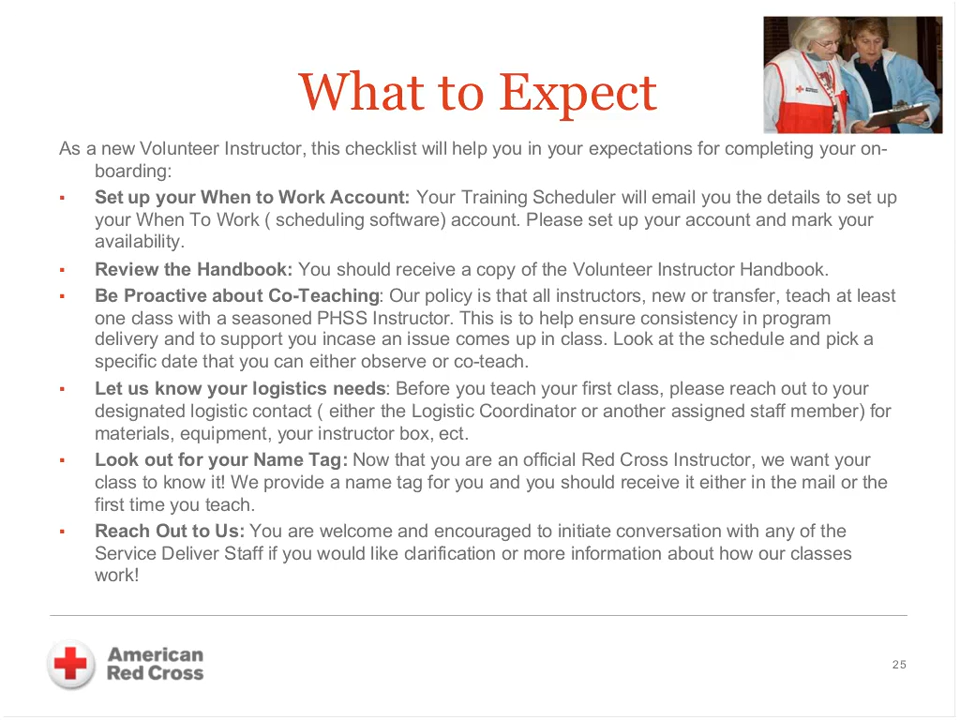 What to Expect
As a new Volunteer Instructor, this checklist will help you in your expectations for completing your on-
boarding:
▪ Set up your When to Work Account: Your Training Scheduler will email you the details to set up
your When To Work ( scheduling software) account. Please set up your account and mark your
availability.
▪ Review the Handbook: You should receive a copy of the Volunteer Instructor Handbook.
▪ Be Proactive about Co-Teaching: Our policy is that all instructors, new or transfer, teach at least
one class with a seasoned PHSS Instructor. This is to help ensure consistency in program
delivery and to support you incase an issue comes up in class. Look at the schedule and pick a
specific date that you can either observe or co-teach.
▪ Let us know your logistics needs: Before you teach your first class, please reach out to your
designated logistic contact ( either the Logistic Coordinator or another assigned staff member) for
materials, equipment, your instructor box, ect.
▪ Look out for your Name Tag: Now that you are an official Red Cross Instructor, we want your
class to know it! We provide a name tag for you and you should receive it either in the mail or the
first time you teach.
▪ Reach Out to Us: You are welcome and encouraged to initiate conversation with any of the
Service Deliver Staff if you would like clarification or more information about how our classes
work!
American
Red Cross
25